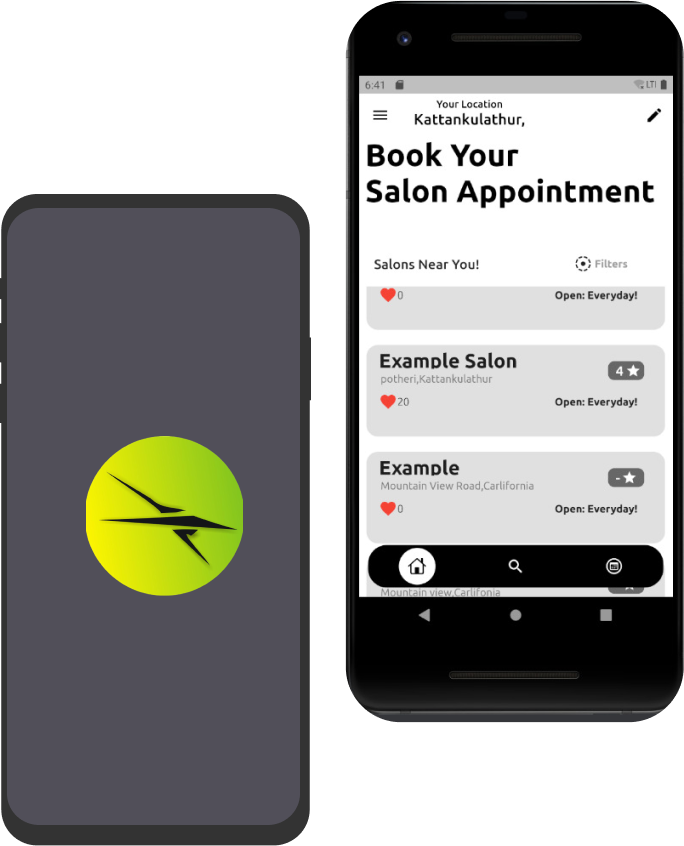 6:41 LTE
Your Location
Kattankulathur,
Book Your
Salon Appointment
Salons Near You! Filters
0 Open: Everyday!
Example Salon
4
potheri,Kattankulathur
20 Open: Everyday!
Example
-
Mountain View Road,Carlifornia
0 Open: Everyday!
Mountain view,Carlifonia